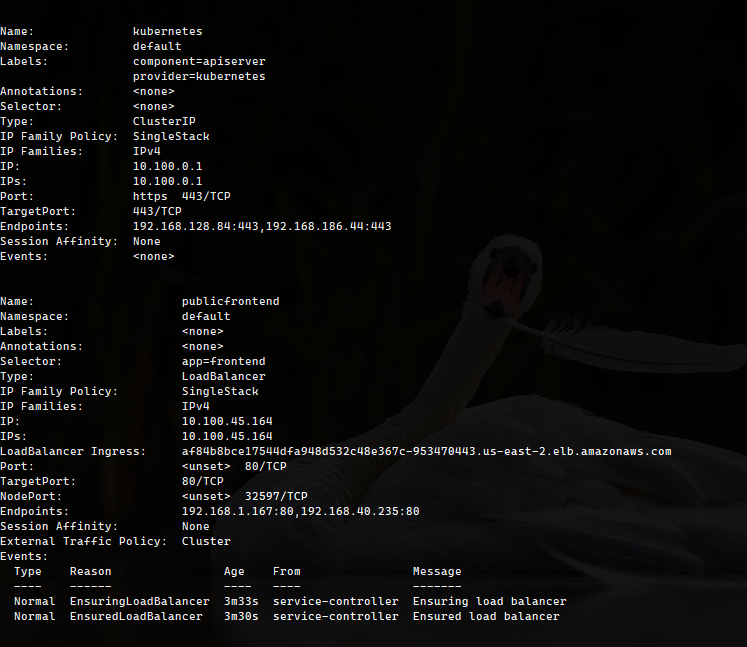 Name:              kubernetes
Namespace:         default
Labels:            component=apiserver
                   provider=kubernetes
Annotations:       <none>
Selector:          <none>
Type:              ClusterIP
IP Family Policy:  SingleStack
IP Families:       IPv4
IP:                10.100.0.1
IPs:               10.100.0.1
Port:              https  443/TCP
TargetPort:        443/TCP
Endpoints:         192.168.128.84:443,192.168.186.44:443
Session Affinity:  None
Events:            <none>
Name:                     publicfrontend
Namespace:                default
Labels:                   <none>
Annotations:              <none>
Selector:                 app=frontend
Type:                     LoadBalancer
IP Family Policy:         SingleStack
IP Families:              IPv4
IP:                       10.100.45.164
IPs:                      10.100.45.164
LoadBalancer Ingress:     af84b8bce17544dfa948d532c48e367c-953470443.us-east-2.elb.amazonaws.com
Port:                     <unset>  80/TCP
TargetPort:               80/TCP
NodePort:                 <unset>  32597/TCP
Endpoints:                192.168.1.167:80,192.168.40.235:80
Session Affinity:         None
External Traffic Policy:  Cluster
Events:
  Type    Reason                Age    From                Message
  ----    ------                ----   ----                -------
  Normal  EnsuringLoadBalancer  3m33s  service-controller  Ensuring load balancer
  Normal  EnsuredLoadBalancer   3m30s  service-controller  Ensured load balancer